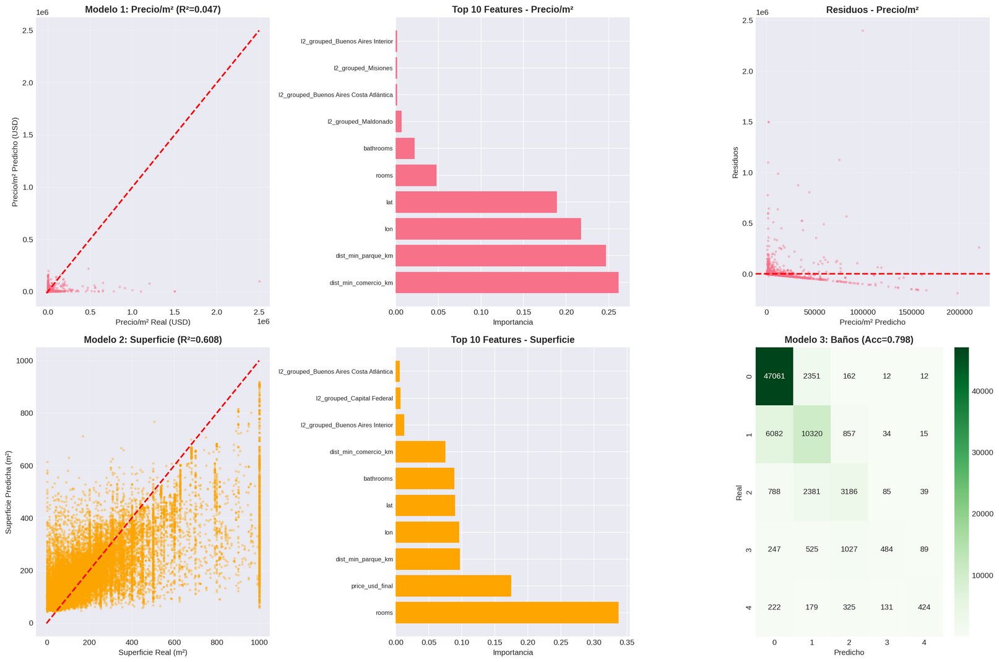 Modelo 1: Precio/m² (R²=0.047)
1e6
2.5
2.0
1.5
1.0
0.5
0.0
Precio/m² Predicho (USD)
0.0 0.5 1.0 1.5 2.0 2.5
Precio/m² Real (USD)
1e6
Top 10 Features - Precio/m²
l2_grouped_Buenos Aires Interior
l2_grouped_Misiones
l2_grouped_Buenos Aires Costa Atlántica
l2_grouped_Maldonado
bathrooms
rooms
lat
lon
dist_min_parque_km
dist_min_comercio_km
0.00 0.05 0.10 0.15 0.20 0.25
Importancia
Residuos - Precio/m²
1e6
2.5
2.0
1.5
1.0
0.5
0.0
Residuos
0 50000 100000 150000 200000
Precio/m² Predicho
Modelo 2: Superficie (R²=0.608)
1000
800
600
400
200
0
Superficie Predicha (m²)
0 200 400 600 800 1000
Superficie Real (m²)
Top 10 Features - Superficie
l2_grouped_Buenos Aires Costa Atlántica
l2_grouped_Capital Federal
l2_grouped_Buenos Aires Interior
dist_min_comercio_km
bathrooms
lat
lon
dist_min_parque_km
price_usd_final
rooms
0.00 0.05 0.10 0.15 0.20 0.25 0.30 0.35
Importancia
Modelo 3: Baños (Acc=0.798)
0 47061 2351 162 12 12
1 6082 10320 857 34 15
2 788 2381 3186 85 39
3 247 525 1027 484 89
4 222 179 325 131 424
Real
0 1 2 3 4
Predicho
40000
30000
20000
10000